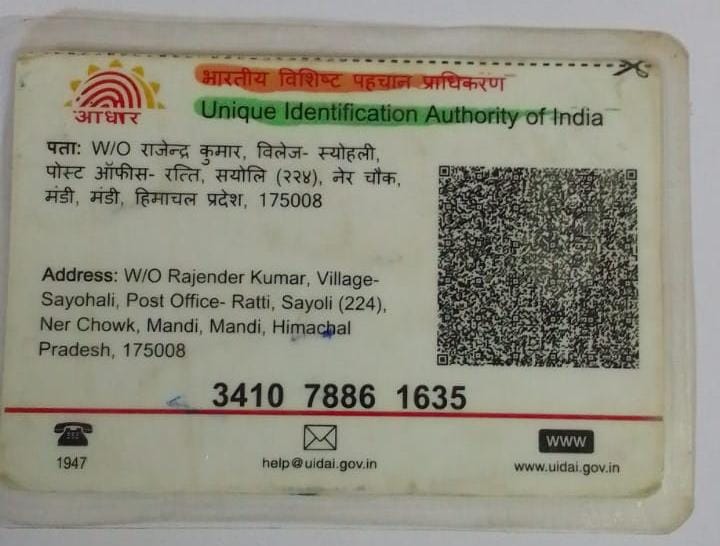 भारतीय विशिष्ट पहचान प्राधिकरण
Unique Identification Authority of India
आधार
पता: W/O राजेन्द्र कुमार, विलेज- स्योहली,
पोस्ट ऑफीस- रत्ति, सयोलि (२२४), नेर चौक,
मंडी, मंडी, हिमाचल प्रदेश, 175008
Address: W/O Rajender Kumar, Village-
Sayohali, Post Office- Ratti, Sayoli (224),
Ner Chowk, Mandi, Mandi, Himachal
Pradesh, 175008
3410 7886 1635
1947
help@uidai.gov.in
www
www.uidai.gov.in